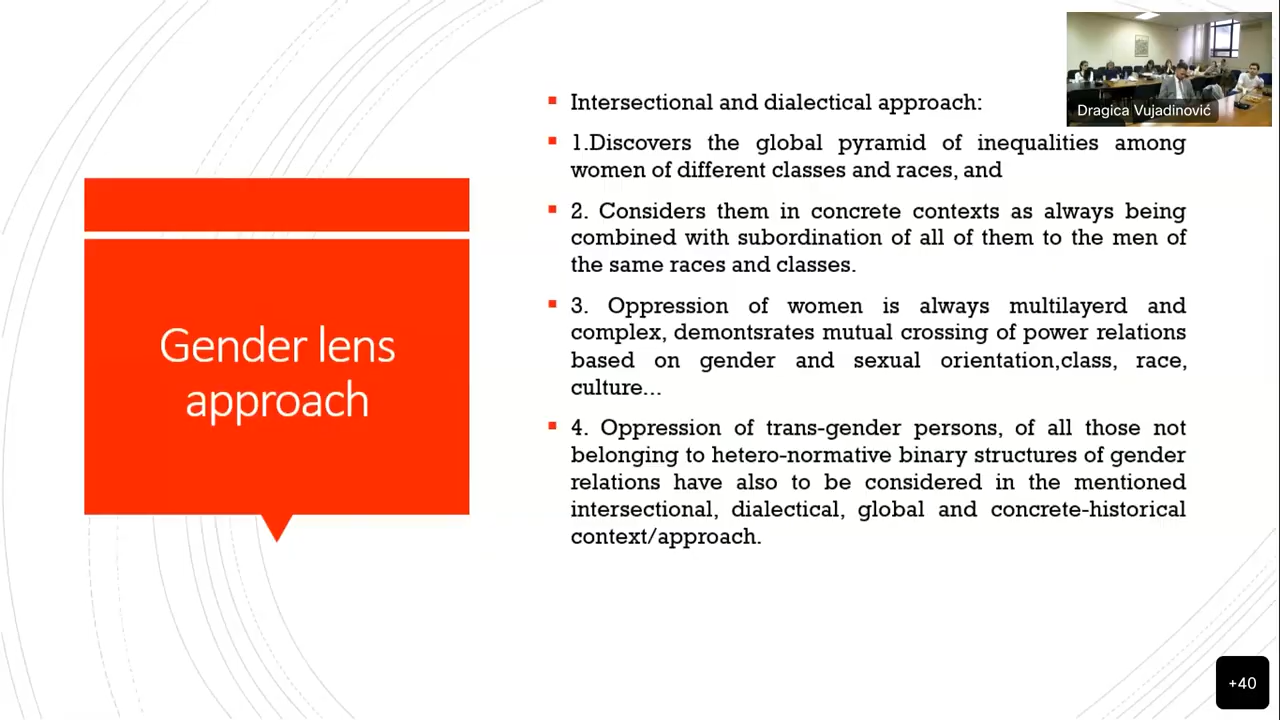 Gender lens
approach
Intersectional and dialectical approach:
1.Discovers the global pyramid of inequalities among
women of different classes and races, and
2. Considers them in concrete contexts as always being
combined with subordination of all of them to the men of
the same races and classes.
3. Oppression of women is always multilayerd and
complex, demontsrates mutual crossing of power relations
based on gender and sexual orientation,class, race,
culture...
4. Oppression of trans-gender persons, of all those not
belonging to hetero-normative binary structures of gender
relations have also to be considered in the mentioned
intersectional, dialectical, global and concrete-historical
context/approach.
Dragica Vujadinović
+40